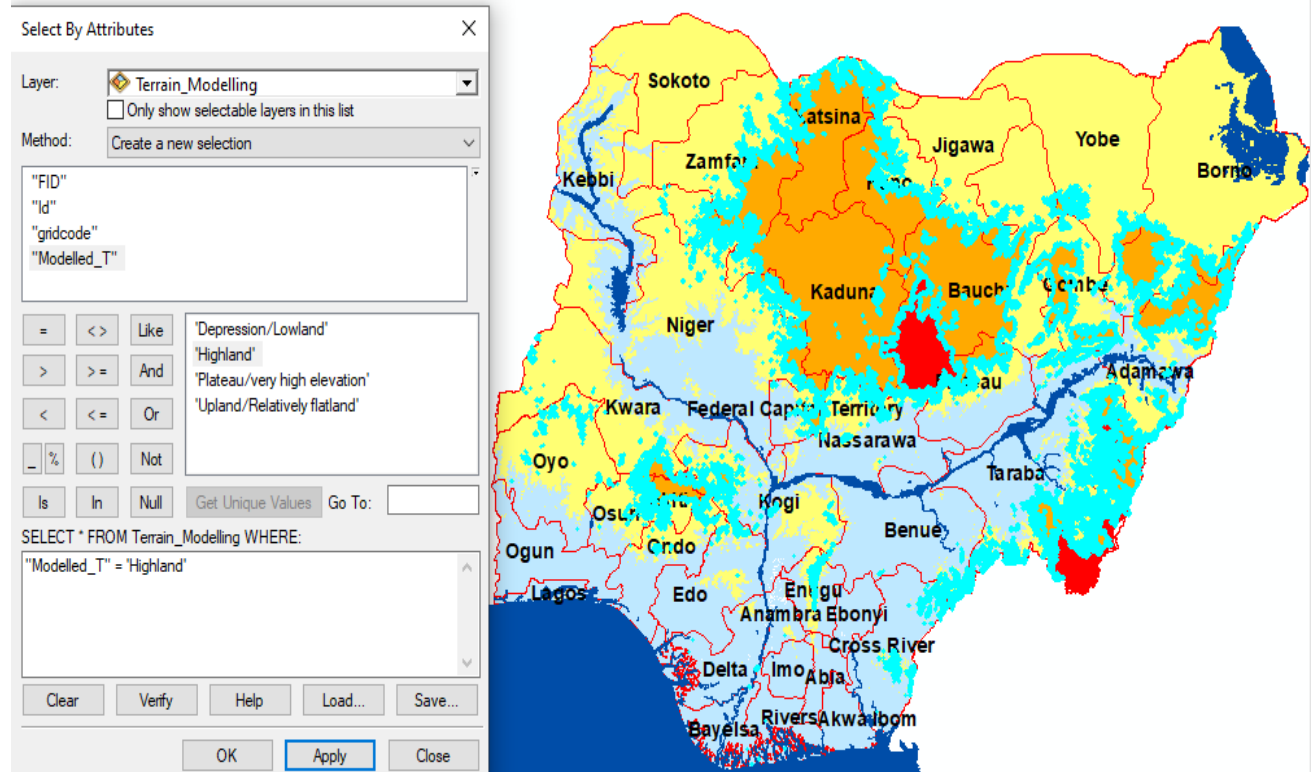 Select By Attributes
Layer: Terrain_Modelling
Only show selectable layers in this list
Method: Create a new selection
"FID"
"Id"
"gridcode"
"Modelled_T"
= < > Like
> > = And
< < = Or
_ % () Not
Is In Null
'Depression/Lowland'
'Highland'
'Plateau/very high elevation'
'Upland/Relatively flatland'
Get Unique Values Go To:
SELECT * FROM Terrain_Modelling WHERE:
"Modelled_T" = 'Highland'
Clear Verify Help Load... Save...
OK Apply Close
Sokoto
atsina
Jigawa
Yobe
Zamfar
Kebbi
Borno
Kaduna
Bauchi
Gombe
Niger
Adamawa
Kwara
Federal Capital Territory
Nassarawa
Oyo
Taraba
Kogi
Osun
Benue
Ondo
Ogun
Lagos
Edo
Enugu
Anambra
Ebonyi
Cross River
Delta
Imo
Abia
Rivers
Akwa Ibom
Bayelsa